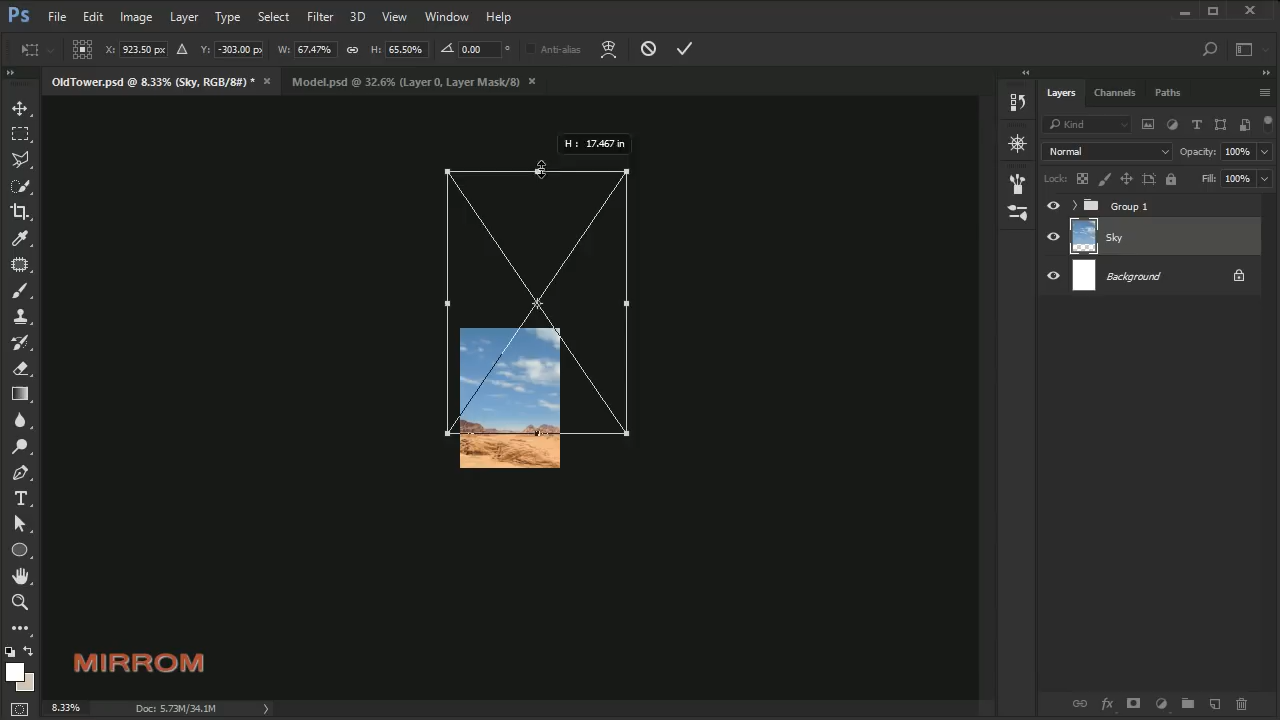 Ps File Edit Image Layer Type Select Filter 3D View Window Help
X: 923.50 px Y: -303.00 px W: 67.47% H: 65.50% 0.00 ° Anti-alias
OldTower.psd @ 8.33% (Sky, RGB/8#) * × Model.psd @ 32.6% (Layer 0, Layer Mask/8) ×
Layers Channels Paths
Kind
H : 17.467 in
Normal Opacity: 100%
Lock: Fill: 100%
Group 1
Sky
Background
MIRROM
8.33% Doc: 5.73M/34.1M